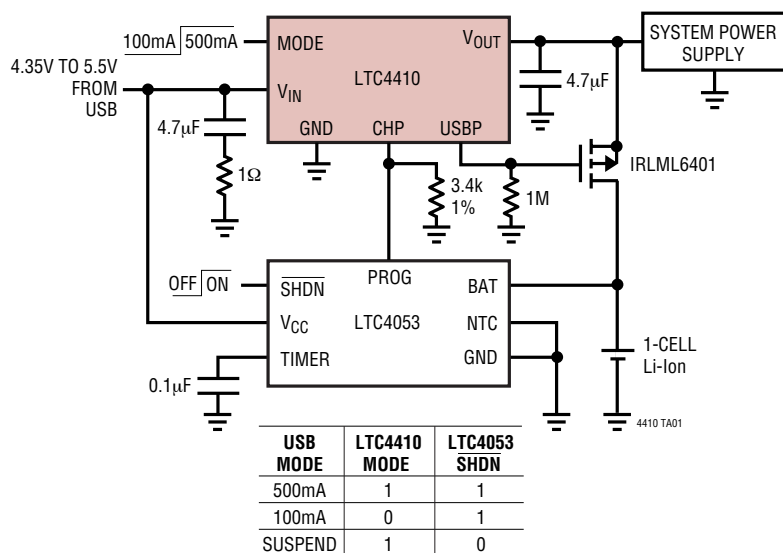 100mA 500mA
MODE
VOUT
SYSTEM POWER
SUPPLY
LTC4410
4.35V TO 5.5V
FROM
USB
VIN
4.7µF
4.7µF
GND
CHP
USBP
1Ω
3.4k
1%
1M
IRLML6401
OFF ON
SHDN
PROG
BAT
VCC
LTC4053
NTC
TIMER
GND
0.1µF
1-CELL
Li-Ion
4410 TA01
USB MODE LTC4410 MODE LTC4053 SHDN
500mA 1 1
100mA 0 1
SUSPEND 1 0